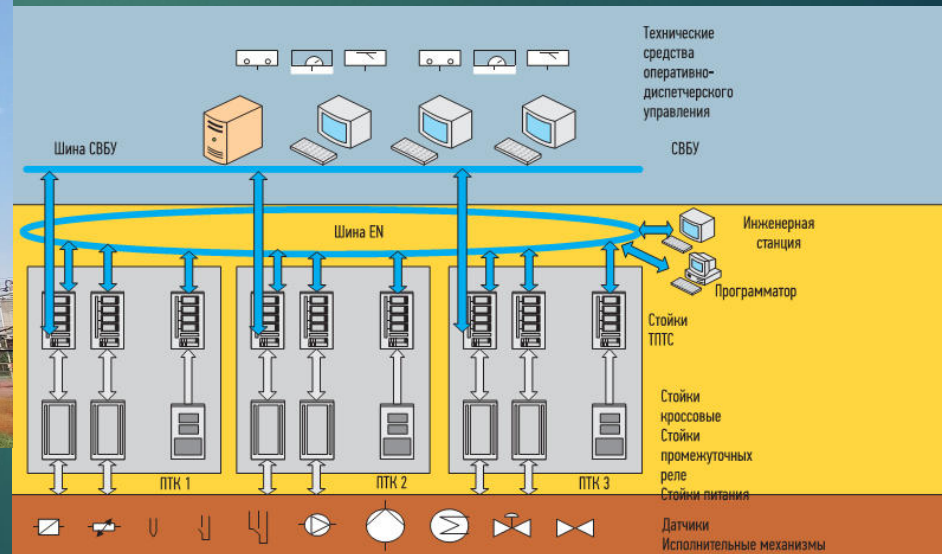 Технические
средства
оперативно-
диспетчерского
управления
Шина СВБУ
СВБУ
Шина EN
Инженерная
станция
Программатор
Стойки
ТПТС
Стойки
кроссовые
Стойки
промежуточных
реле
Стойки питания
ПТК 1
ПТК 2
ПТК 3
Датчики
Исполнительные механизмы